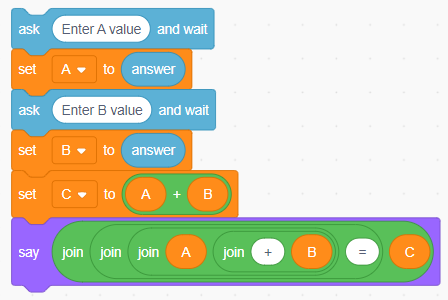 ask Enter A value and wait
set A to answer
ask Enter B value and wait
set B to answer
set C to A + B
say join join join A join + B = C